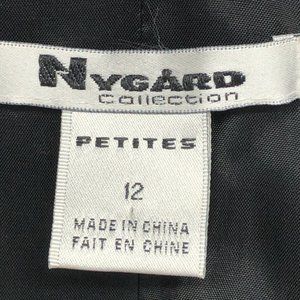 NYGÅRD
collection
PETITES
12
MADE IN CHINA
FAIT EN CHINE